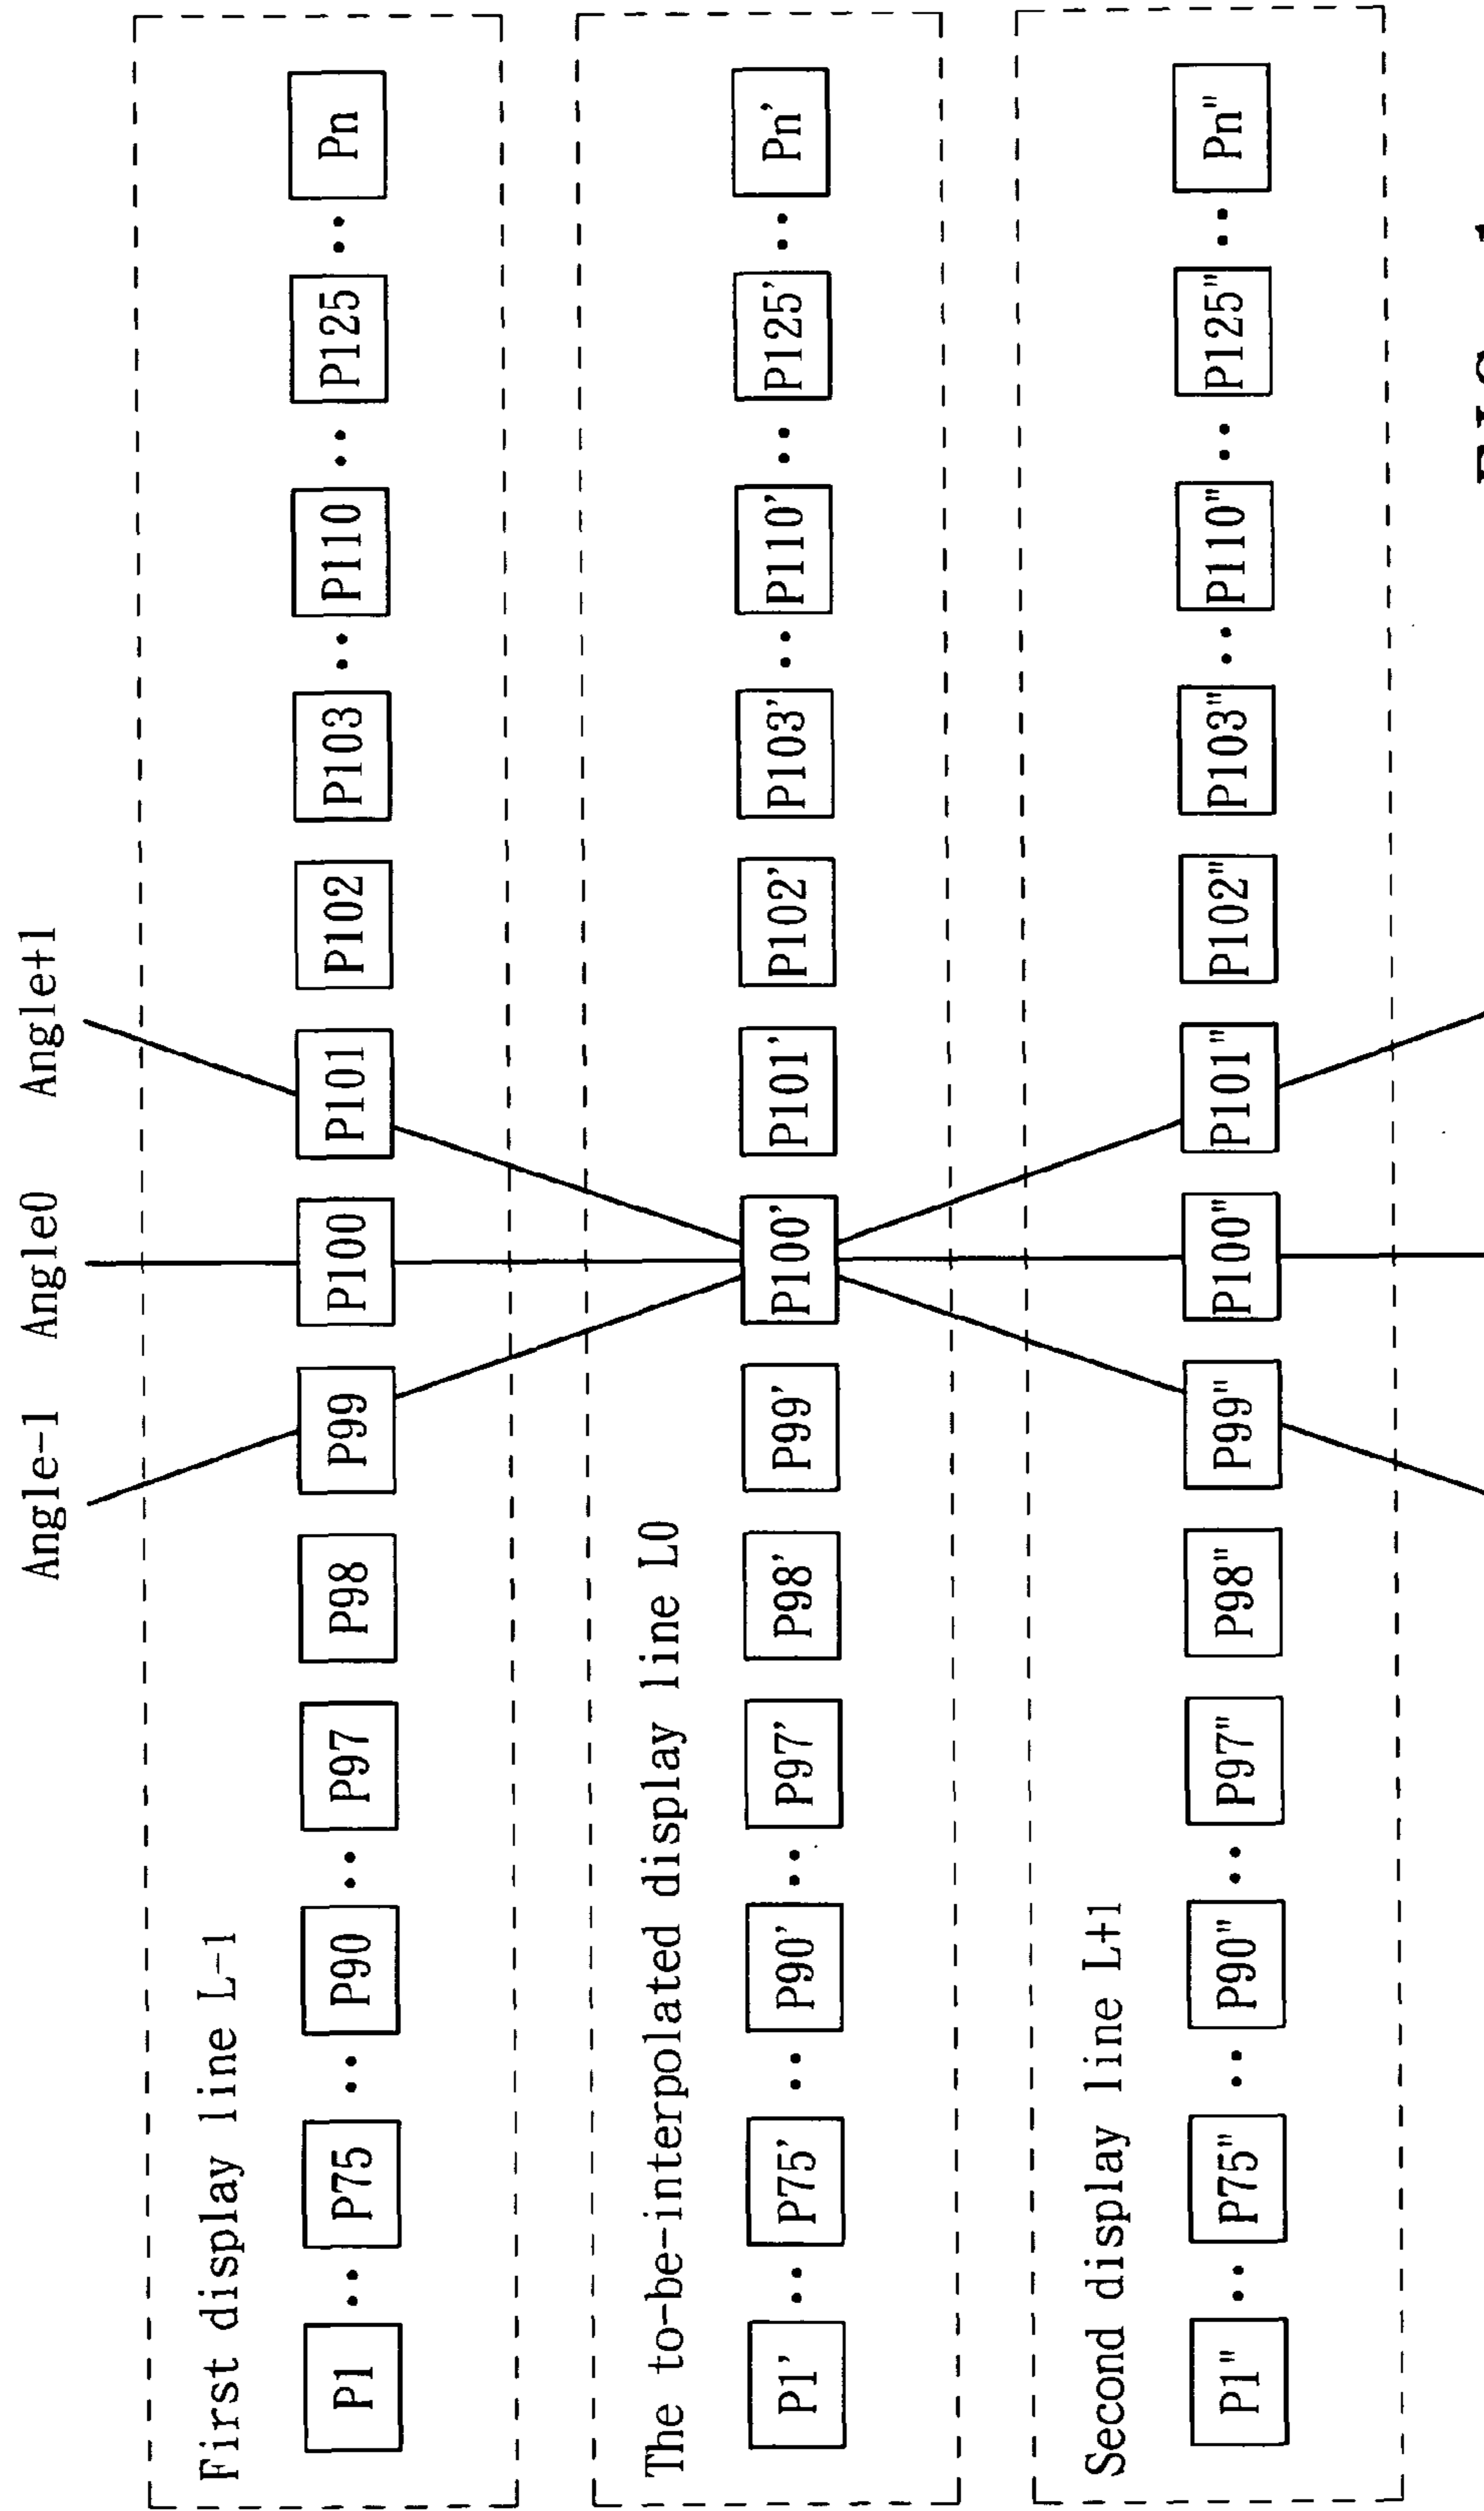 Angle-1 Angle0 Angle+1
First display line L-1
P1 •• P75 •• P90 •• P97 P98 P99 P100 P101 P102 P103 •• P110 •• P125 •• Pn
The to-be-interpolated display line L0
P1' •• P75' •• P90' •• P97' P98' P99' P100' P101' P102' P103' •• P110' •• P125' •• Pn'
Second display line L+1
P1" •• P75" •• P90" •• P97" P98" P99" P100" P101" P102" P103" •• P110" •• P125" •• Pn"